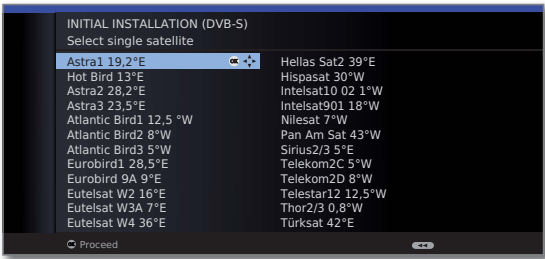 INITIAL INSTALLATION (DVB-S)
Select single satellite
Astra1 19,2°E OK
Hot Bird 13°E
Astra2 28,2°E
Astra3 23,5°E
Atlantic Bird1 12,5 °W
Atlantic Bird2 8°W
Atlantic Bird3 5°W
Eurobird1 28,5°E
Eurobird 9A 9°E
Eutelsat W2 16°E
Eutelsat W3A 7°E
Eutelsat W4 36°E
Hellas Sat2 39°E
Hispasat 30°W
Intelsat10 02 1°W
Intelsat901 18°W
Nilesat 7°W
Pan Am Sat 43°W
Sirius2/3 5°E
Telekom2C 5°W
Telekom2D 8°W
Telestar12 12,5°W
Thor2/3 0,8°W
Türksat 42°E
OK Proceed